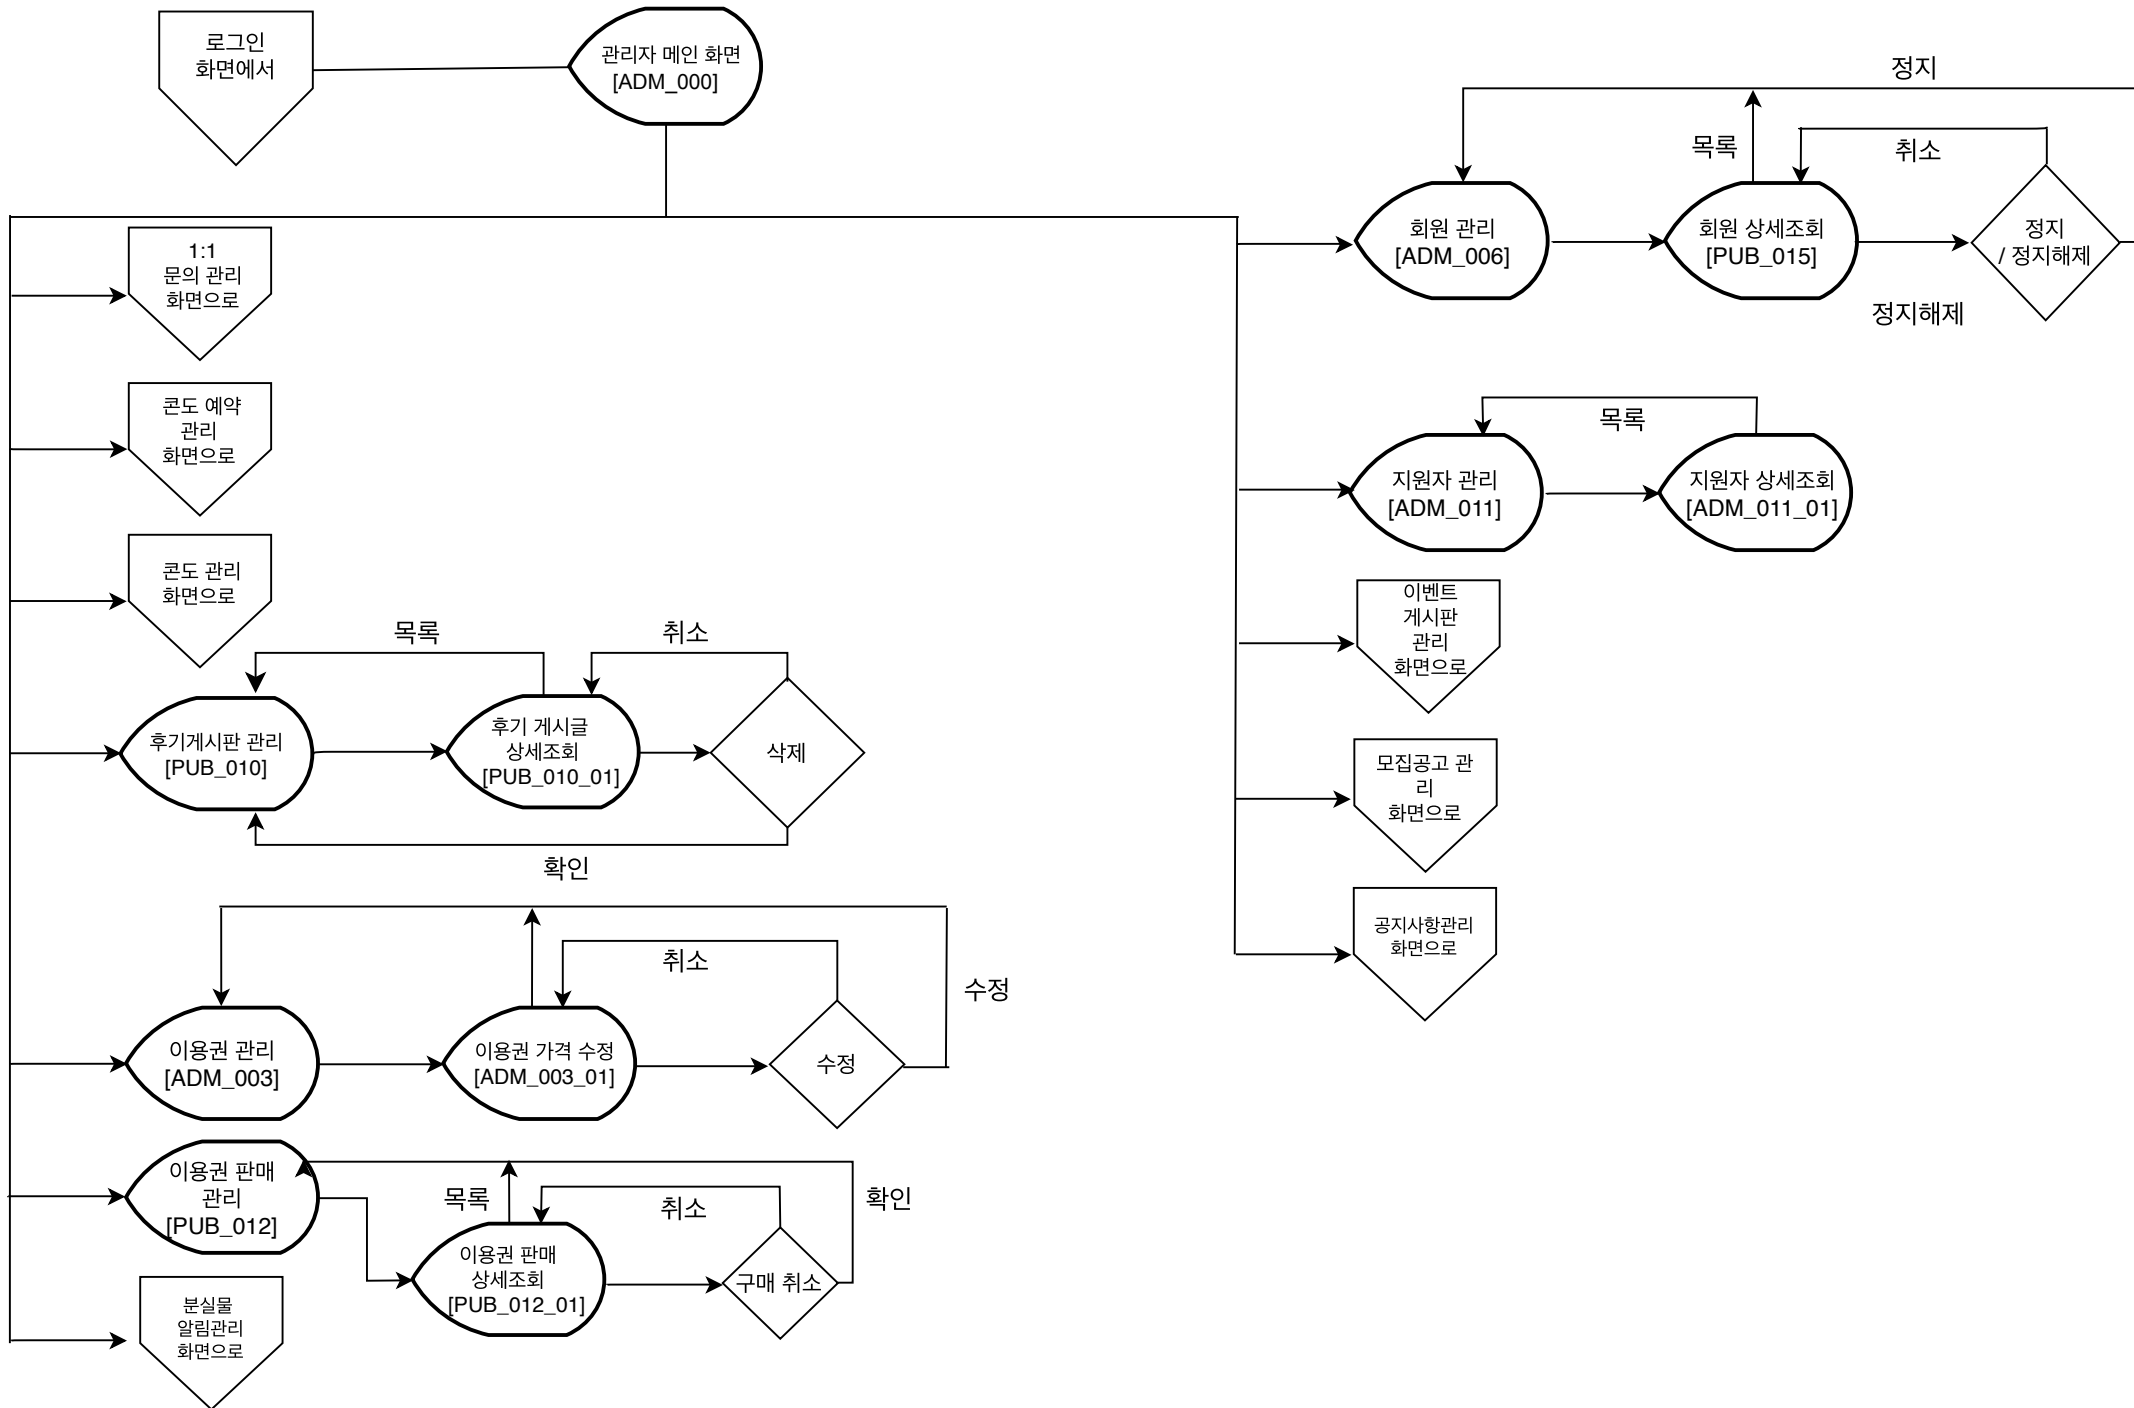 로그인
화면에서
관리자 메인 화면
[ADM_000]
1:1
문의 관리
화면으로
콘도 예약
관리
화면으로
콘도 관리
화면으로
목록
취소
후기게시판 관리
[PUB_010]
후기 게시글
상세조회
[PUB_010_01]
삭제
확인
취소
수정
이용권 관리
[ADM_003]
이용권 가격 수정
[ADM_003_01]
수정
이용권 판매
관리
[PUB_012]
목록
취소
확인
이용권 판매
상세조회
[PUB_012_01]
구매 취소
분실물
알림관리
화면으로
정지
목록
취소
회원 관리
[ADM_006]
회원 상세조회
[PUB_015]
정지
/ 정지해제
정지해제
목록
지원자 관리
[ADM_011]
지원자 상세조회
[ADM_011_01]
이벤트
게시판
관리
화면으로
모집공고 관
리
화면으로
공지사항관리
화면으로